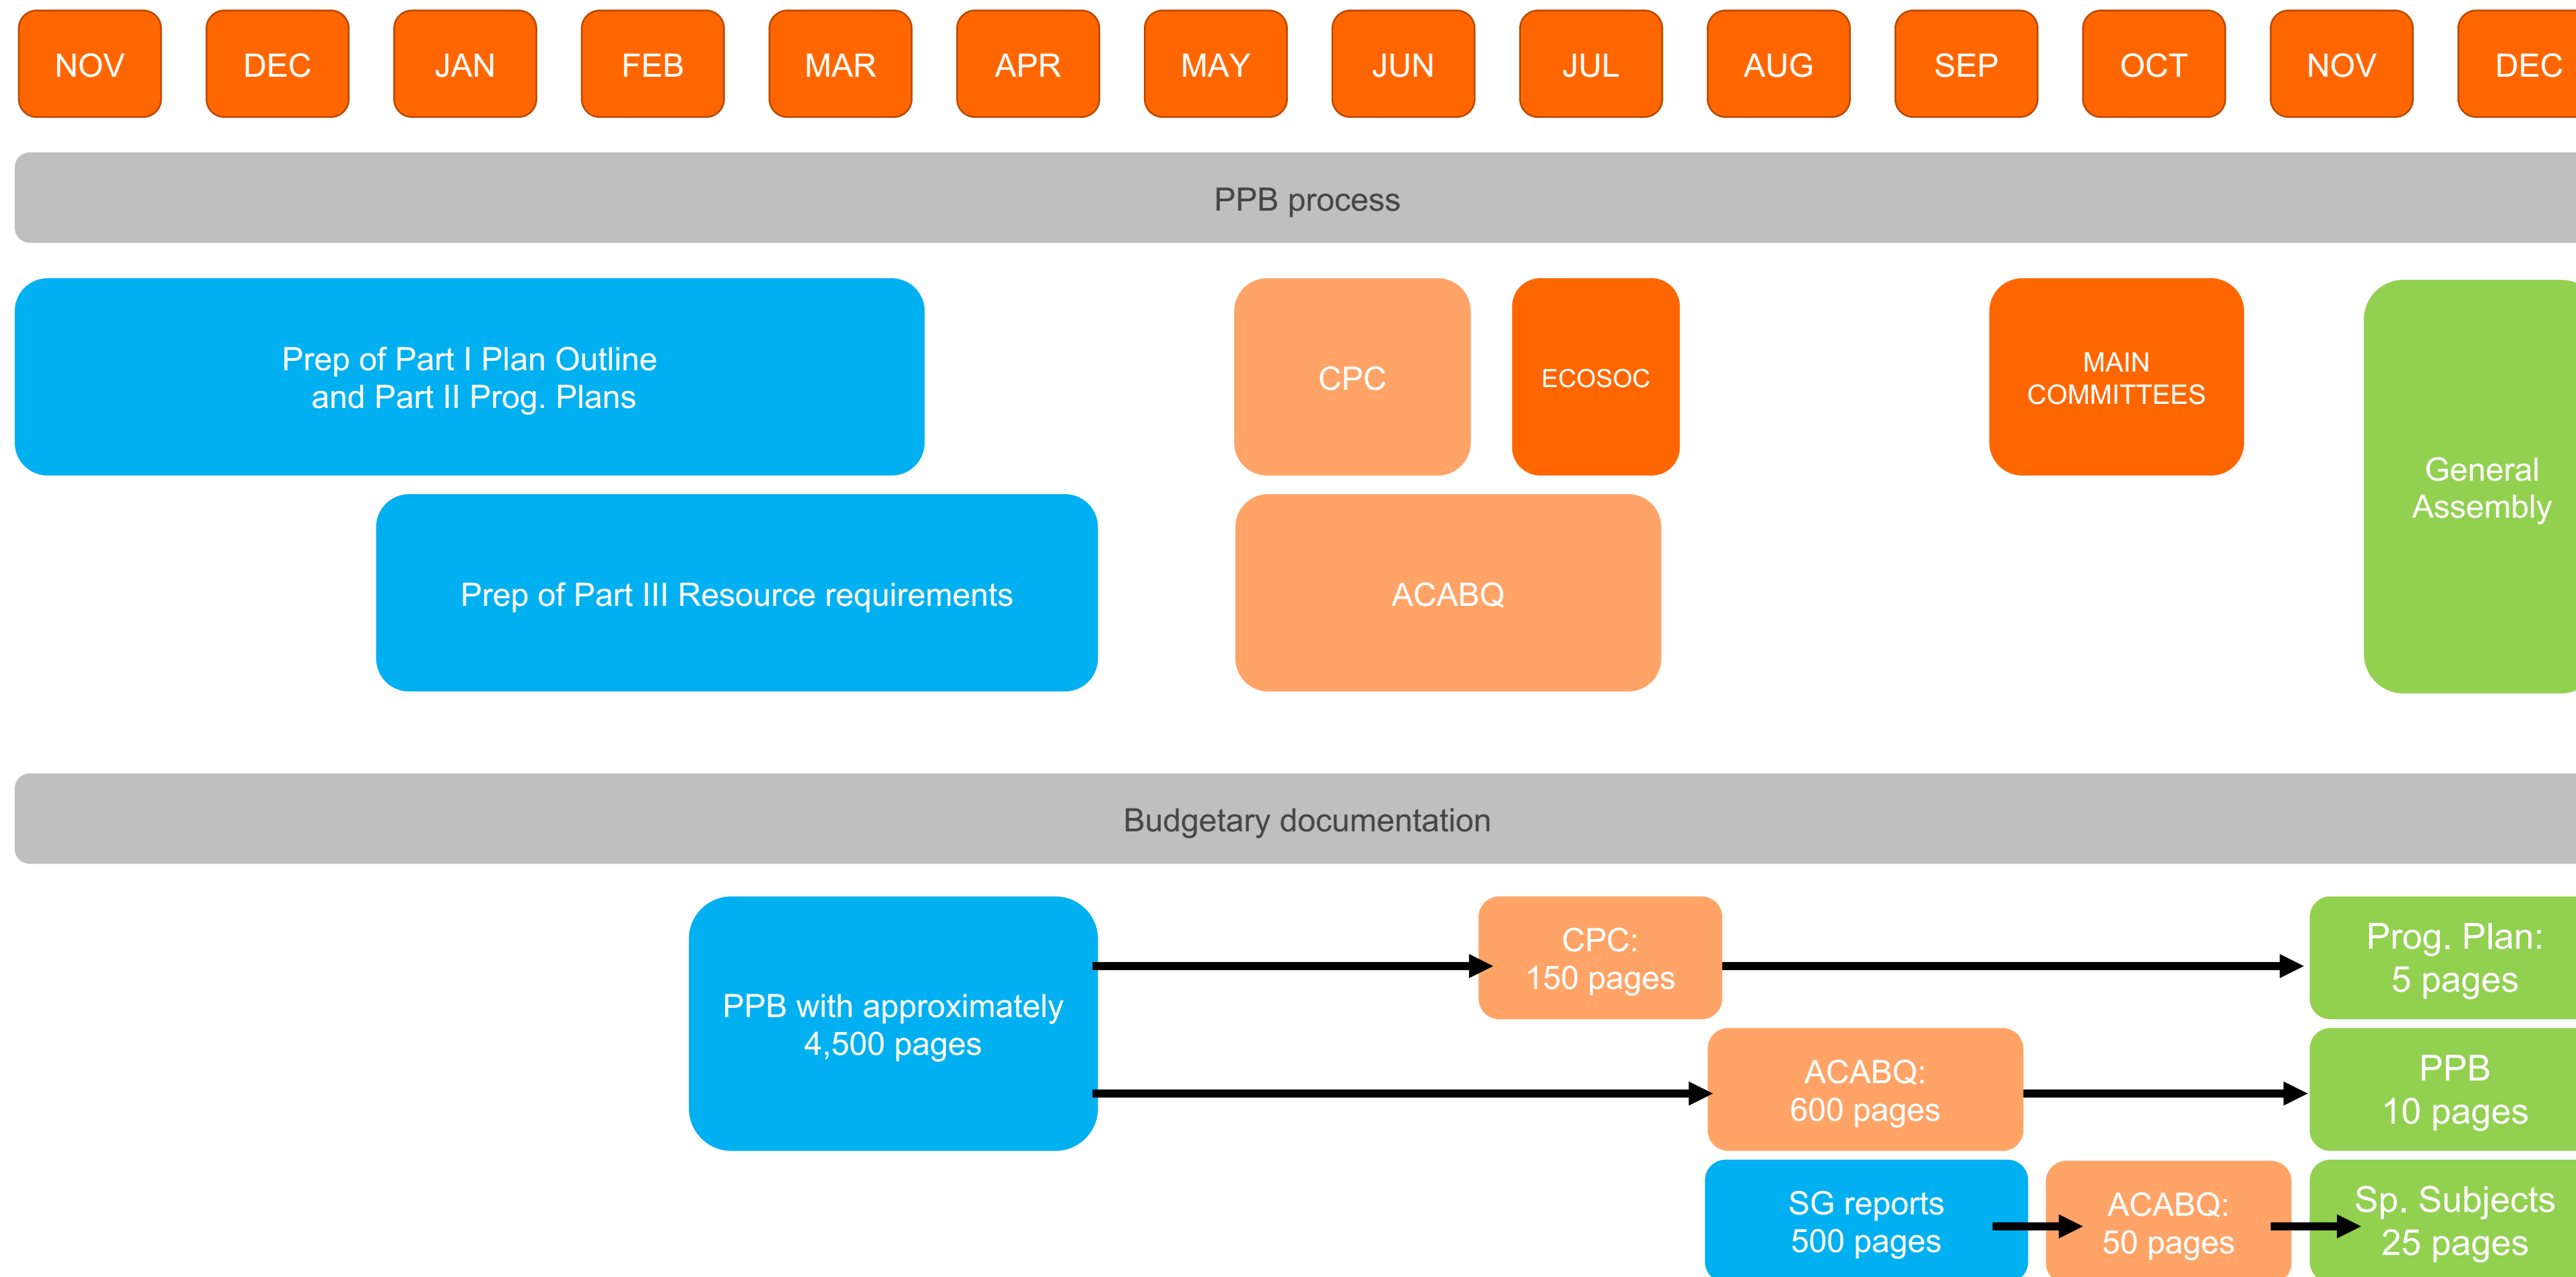 NOV DEC JAN FEB MAR APR MAY JUN JUL AUG SEP OCT NOV DEC
PPB process
Prep of Part I Plan Outline
and Part II Prog. Plans
CPC
ECOSOC
MAIN
COMMITTEES
General
Assembly
Prep of Part III Resource requirements
ACABQ
Budgetary documentation
PPB with approximately
4,500 pages
CPC:
150 pages
Prog. Plan:
5 pages
ACABQ:
600 pages
PPB
10 pages
SG reports
500 pages
ACABQ:
50 pages
Sp. Subjects
25 pages